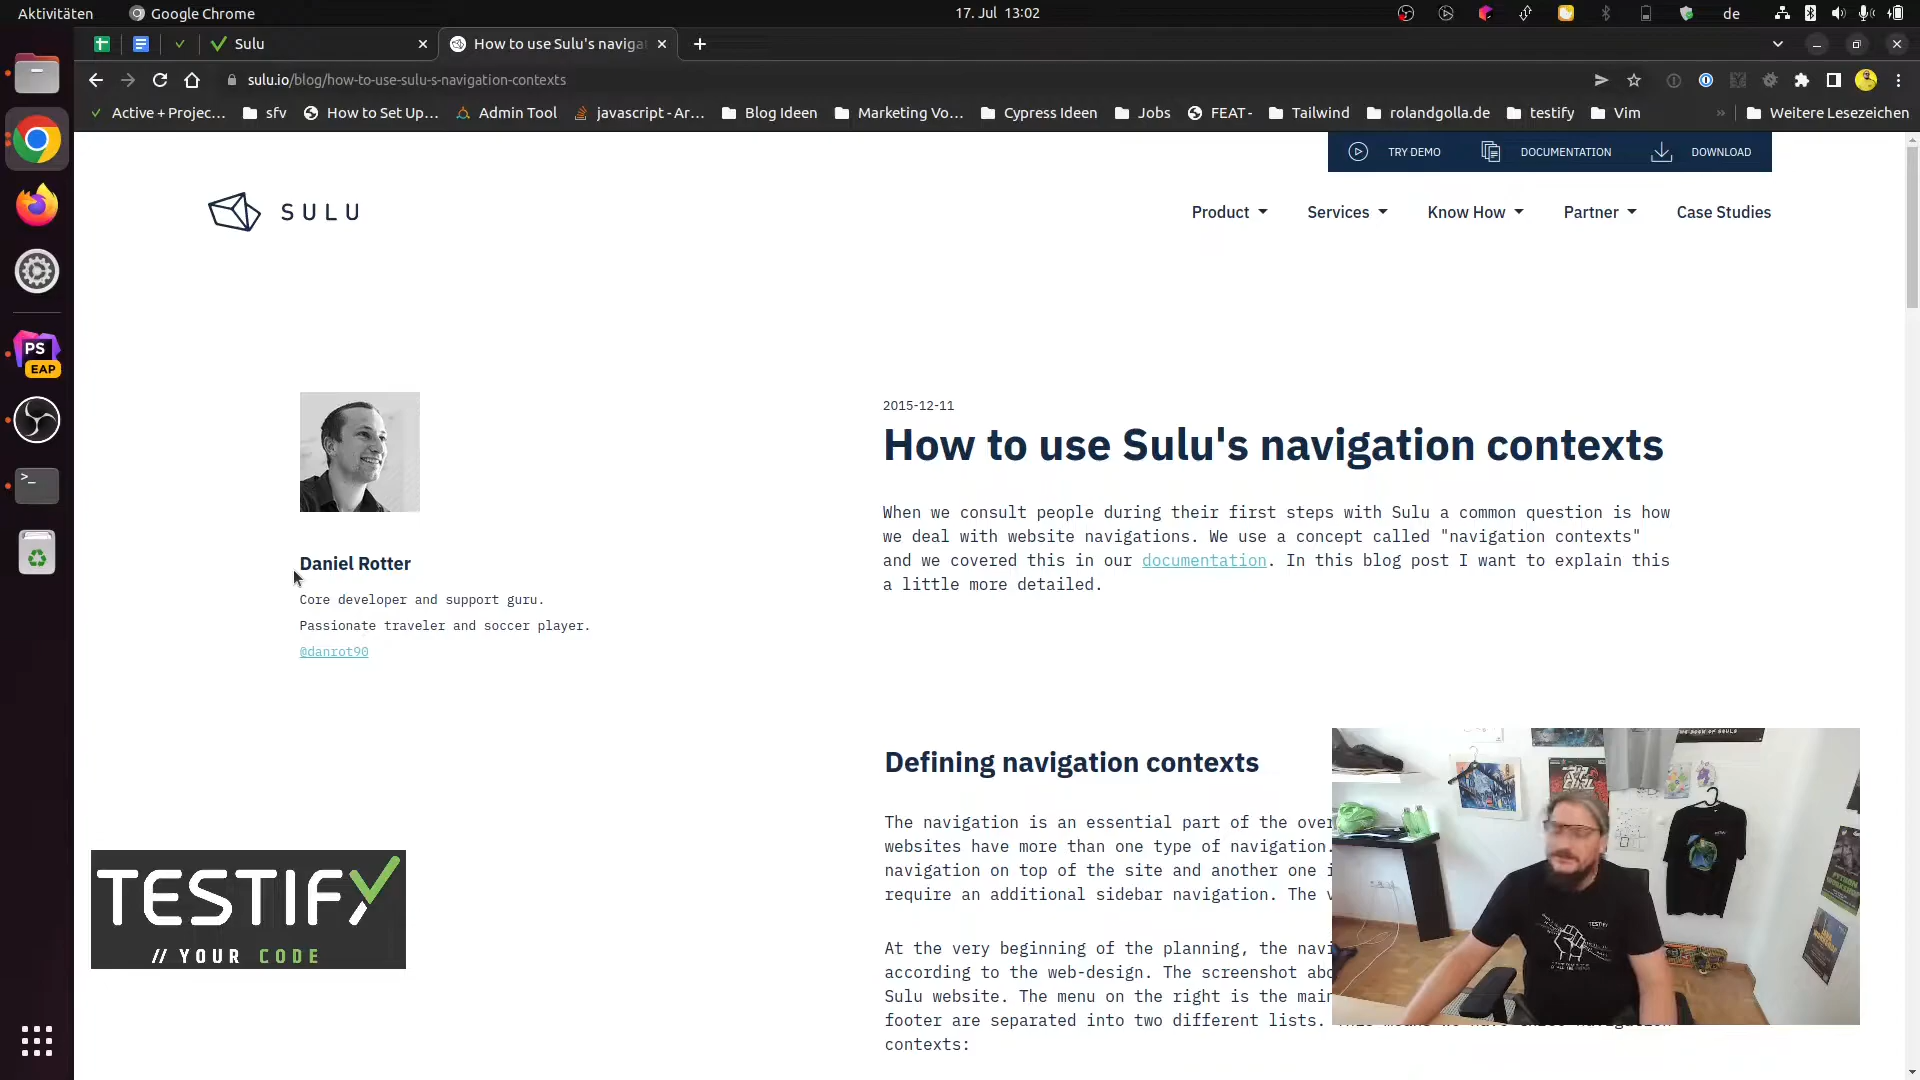 Aktivitäten
Google Chrome
17. Jul 13:02
de
Sulu
How to use Sulu's naviga
sulu.io/blog/how-to-use-sulu-s-navigation-contexts
Active + Projec...
sfv
How to Set Up...
Admin Tool
javascript - Ar...
Blog Ideen
Marketing Vo...
Cypress Ideen
Jobs
FEAT -
Tailwind
rolandgolla.de
testify
Vim
»
Weitere Lesezeichen
TRY DEMO
DOCUMENTATION
DOWNLOAD
SULU
Product
Services
Know How
Partner
Case Studies
PS
EAP
Daniel Rotter
Core developer and support guru.
Passionate traveler and soccer player.
@danrot90
2015-12-11
How to use Sulu's navigation contexts
When we consult people during their first steps with Sulu a common question is how
we deal with website navigations. We use a concept called "navigation contexts"
and we covered this in our documentation. In this blog post I want to explain this
a little more detailed.
Defining navigation contexts
The navigation is an essential part of the over
websites have more than one type of navigation.
navigation on top of the site and another one i
require an additional sidebar navigation. The v
At the very beginning of the planning, the navi
according to the web-design. The screenshot abo
Sulu website. The menu on the right is the main
footer are separated into two different lists.
contexts:
TESTIFY
// YOUR CODE
TESTIFY